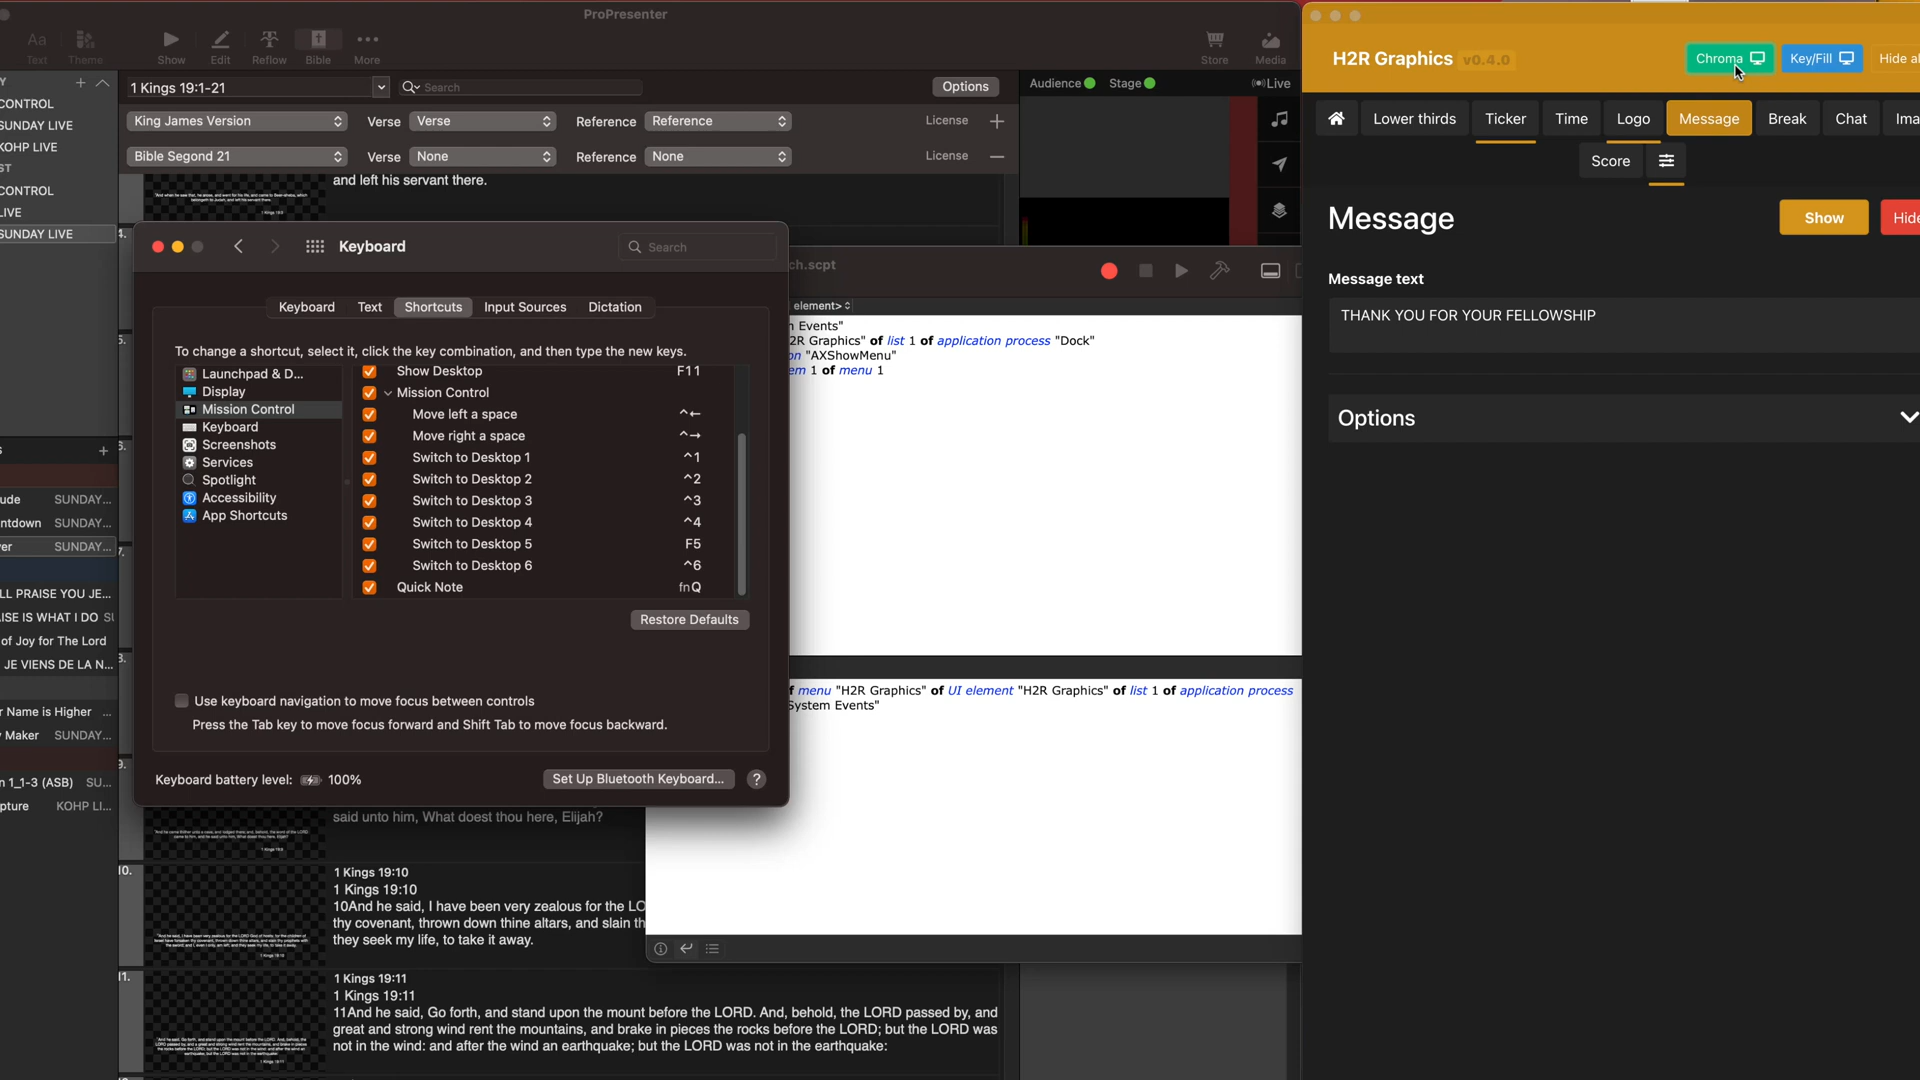 ProPresenter
Aa
Text
Theme
Show
Edit
Reflow
Bible
More
Store
Media
Y
CONTROL
SUNDAY LIVE
KOHP LIVE
ST
CONTROL
LIVE
SUNDAY LIVE
1 Kings 19:1-21
Search
Options
King James Version
Verse
Verse
Reference
Reference
License
Bible Segond 21
Verse
None
Reference
None
License
and left his servant there.
Audience
Stage
Live
4.
5.
6.
7.
8.
9.
S
ude SUNDAY...
ntdown SUNDAY...
er SUNDAY...
LL PRAISE YOU JE...
ISE IS WHAT I DO SU
of Joy for The Lord
JE VIENS DE LA N...
r Name is Higher ...
y Maker SUNDAY...
n 1_1-3 (ASB) SU...
pture KOHP LI...
Keyboard
Search
Keyboard
Text
Shortcuts
Input Sources
Dictation
To change a shortcut, select it, click the key combination, and then type the new keys.
Launchpad & D...
Display
Mission Control
Keyboard
Screenshots
Services
Spotlight
Accessibility
App Shortcuts
Show Desktop F11
Mission Control
Move left a space ^←
Move right a space ^→
Switch to Desktop 1 ^1
Switch to Desktop 2 ^2
Switch to Desktop 3 ^3
Switch to Desktop 4 ^4
Switch to Desktop 5 F5
Switch to Desktop 6 ^6
Quick Note fnQ
Restore Defaults
Use keyboard navigation to move focus between controls
Press the Tab key to move focus forward and Shift Tab to move focus backward.
Keyboard battery level: 100%
Set Up Bluetooth Keyboard...
?
ch.scpt
element>
n Events"
2R Graphics" of list 1 of application process "Dock"
on "AXShowMenu"
em 1 of menu 1
f menu "H2R Graphics" of UI element "H2R Graphics" of list 1 of application process
System Events"
said unto him, What doest thou here, Elijah?
10.
1 Kings 19:10
1 Kings 19:10
10And he said, I have been very zealous for the LO
thy covenant, thrown down thine altars, and slain th
they seek my life, to take it away.
11.
1 Kings 19:11
1 Kings 19:11
11And he said, Go forth, and stand upon the mount before the LORD. And, behold, the LORD passed by, and
great and strong wind rent the mountains, and brake in pieces the rocks before the LORD; but the LORD was
not in the wind: and after the wind an earthquake; but the LORD was not in the earthquake:
H2R Graphics v0.4.0
Chroma
Key/Fill
Hide al
Lower thirds
Ticker
Time
Logo
Message
Break
Chat
Ima
Score
Message
Show
Hide
Message text
THANK YOU FOR YOUR FELLOWSHIP
Options